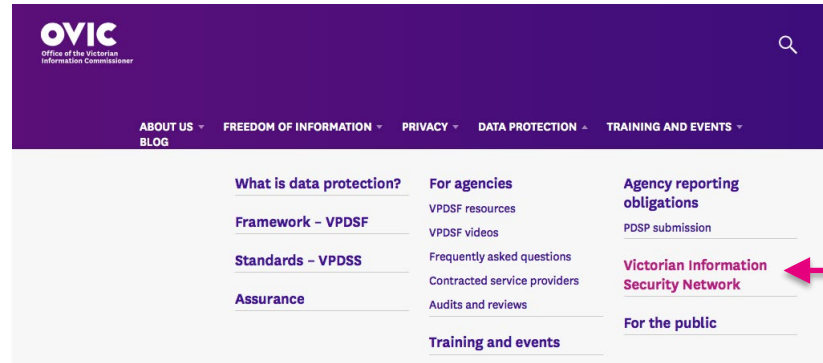 OVIC
Office of the Victorian
Information Commissioner
ABOUT US
FREEDOM OF INFORMATION
PRIVACY
DATA PROTECTION
TRAINING AND EVENTS
BLOG
What is data protection?
Framework – VPDSF
Standards – VPDSS
Assurance
For agencies
VPDSF resources
VPDSF videos
Frequently asked questions
Contracted service providers
Audits and reviews
Training and events
Agency reporting
obligations
PDSP submission
Victorian Information
Security Network
For the public